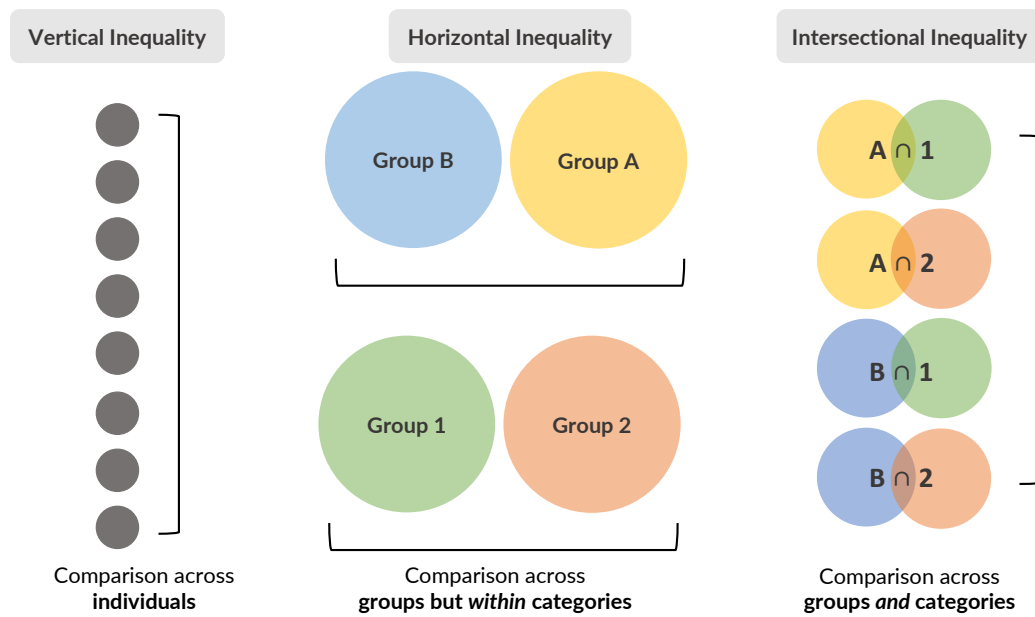 Vertical Inequality
Horizontal Inequality
Intersectional Inequality
Group B
Group A
Group 1
Group 2
A ∩ 1
A ∩ 2
B ∩ 1
B ∩ 2
Comparison across
individuals
Comparison across
groups but within categories
Comparison across
groups and categories